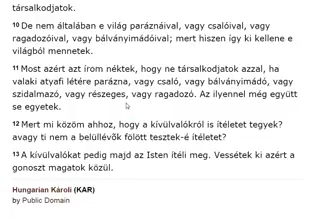 társalkodjatok.
10 De nem általában e világ paráznáival, vagy csalóival, vagy
ragadozóival, vagy bálványimádóival; mert hiszen így ki kellene e
világból mennetek.
11 Most azért azt írom néktek, hogy ne társalkodjatok azzal, ha
valaki atyafi létére parázna, vagy csaló, vagy bálványimádó, vagy
szidalmazó, vagy részeges, vagy ragadozó. Az ilyennel még együtt
se egyetek.
12 Mert mi közöm ahhoz, hogy a kívülvalókról is ítéletet tegyek?
avagy ti nem a belüllévők fölött tesztek-é ítéletet?
13 A kívülvalókat pedig majd az Isten ítéli meg. Vessétek ki azért a
gonoszt magatok közül.
Hungarian Károli (KAR)
by Public Domain